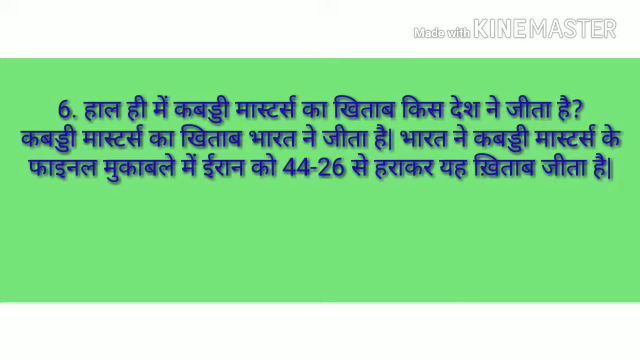 Made with KINEMASTER
6. हाल ही में कबड्डी मास्टर्स का खिताब किस देश ने जीता है?
कबड्डी मास्टर्स का खिताब भारत ने जीता है| भारत ने कबड्डी मास्टर्स के
फाइनल मुकाबले में ईरान को 44-26 से हराकर यह ख़िताब जीता है|